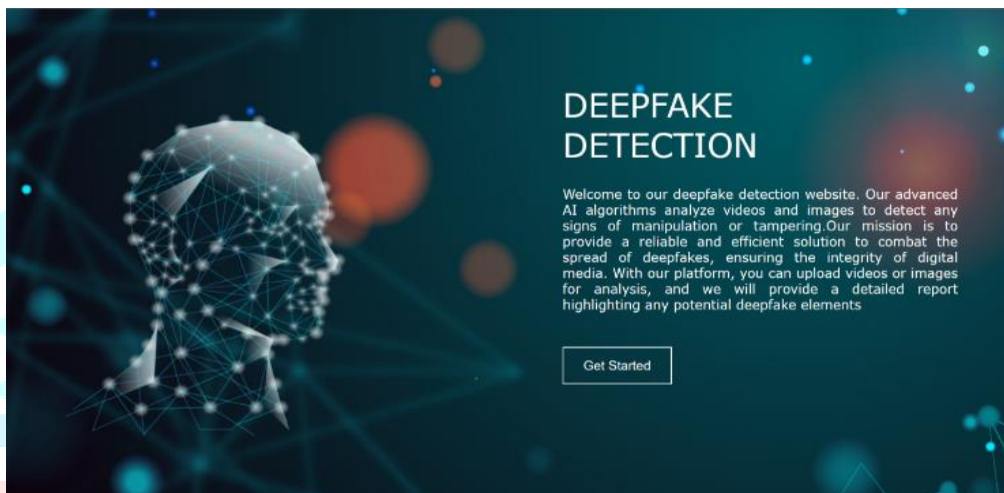 DEEPFAKE
DETECTION
Welcome to our deepfake detection website. Our advanced
AI algorithms analyze videos and images to detect any
signs of manipulation or tampering.Our mission is to
provide a reliable and efficient solution to combat the
spread of deepfakes, ensuring the integrity of digital
media. With our platform, you can upload videos or images
for analysis, and we will provide a detailed report
highlighting any potential deepfake elements
Get Started